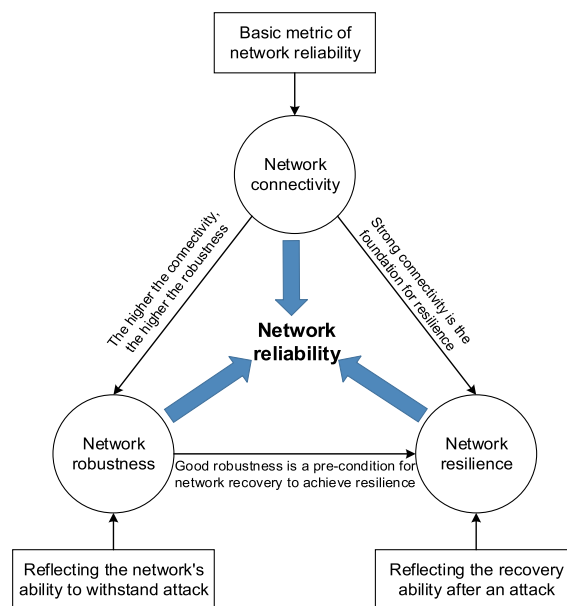 Basic metric of
network reliability
Network
connectivity
The higher the connectivity,
the higher the robustness
Strong connectivity is the
foundation for resilience
Network
reliability
Network
robustness
Good robustness is a pre-condition for
network recovery to achieve resilience
Network
resilience
Reflecting the network's
ability to withstand attack
Reflecting the recovery
ability after an attack